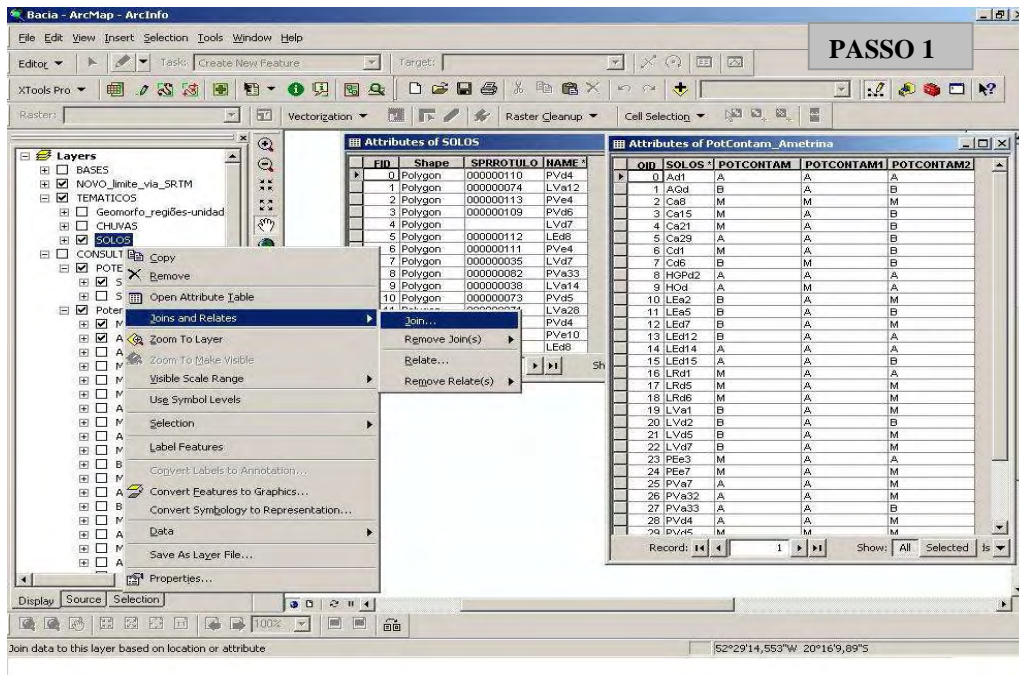 Bacia - ArcMap - ArcInfo
File Edit View Insert Selection Tools Window Help
PASSO 1
Editor Task: Create New Feature Target:
XTools Pro
Raster: Vectorization Raster Cleanup Cell Selection
Layers
BASES
NOVO_limite_via_SRTM
TEMATICOS
Geomorfo_regiões-unidad
CHUVAS
SOLOS
CONSULT
POTE
S
S
Poter
M
A
A
M
M
A
M
A
M
B
M
A
B
M
A
M
A
Copy
Remove
Open Attribute Table
Joins and Relates
Zoom To Layer
Zoom To Make Visible
Visible Scale Range
Use Symbol Levels
Selection
Label Features
Convert Labels to Annotation...
Convert Features to Graphics...
Convert Symbology to Representation...
Data
Save As Layer File...
Properties...
Join...
Remove Join(s)
Relate...
Remove Relate(s)
Attributes of SOLOS
FID Shape SPRROTULO NAME *
0 Polygon 000000110 PVd4
1 Polygon 000000074 LVa12
2 Polygon 000000113 PVe4
3 Polygon 000000109 PVd6
4 Polygon LVd7
5 Polygon 000000112 LEd8
6 Polygon 000000111 PVe4
7 Polygon 000000035 LVd7
8 Polygon 000000082 PVa33
9 Polygon 000000038 LVa14
10 Polygon 000000073 PVd5
LVa28
PVd4
PVe10
LEd8
Sh
Attributes of PotContam_Ametrina
OID SOLOS * POTCONTAM POTCONTAM1 POTCONTAM2
0 Ad1 A A A
1 AQd B A B
2 Ca8 M M M
3 Ca15 M A B
4 Ca21 M A B
5 Ca29 A A B
6 Cd1 M A M
7 Cd6 M A B
8 HGPd2 A A A
9 HOd M A A
10 LEa2 B A M
11 LEa5 B A B
12 LEd7 B A M
13 LEd12 B A B
14 LEd14 A A A
15 LEd15 A A B
16 LRd1 M A A
17 LRd5 M A M
18 LRd6 M A M
19 LVa1 B A M
20 LVd2 B A B
21 LVd5 B A M
22 LVd7 B A M
23 PEe3 M A A
24 PEe7 M A M
25 PVa7 A A M
26 PVa32 A A B
27 PVa33 A A B
28 PVd4 A A M
29 PVd5 A A M
Record: 1 Show: All Selected is
Display Source Selection
100%
Join data to this layer based on location or attribute
52°29'14,553"W 20°16'9,89"S